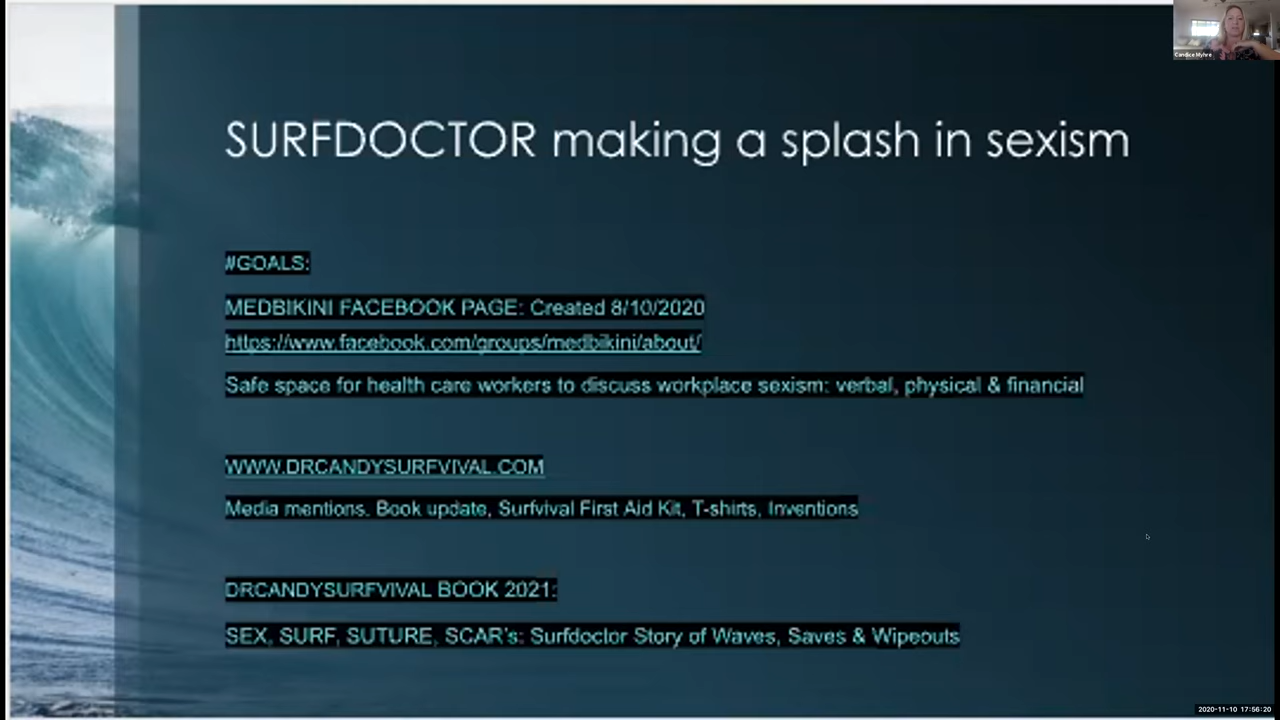 Candice Myhre
SURFDOCTOR making a splash in sexism
#GOALS:
MEDBIKINI FACEBOOK PAGE: Created 8/10/2020
https://www.facebook.com/groups/medbikini/about/
Safe space for health care workers to discuss workplace sexism: verbal, physical & financial
WWW.DRCANDYSURFVIVAL.COM
Media mentions. Book update, Surfvival First Aid Kit, T-shirts, Inventions
DRCANDYSURFVIVAL BOOK 2021:
SEX, SURF, SUTURE, SCAR's: Surfdoctor Story of Waves, Saves & Wipeouts
2020-11-10 17:56:20